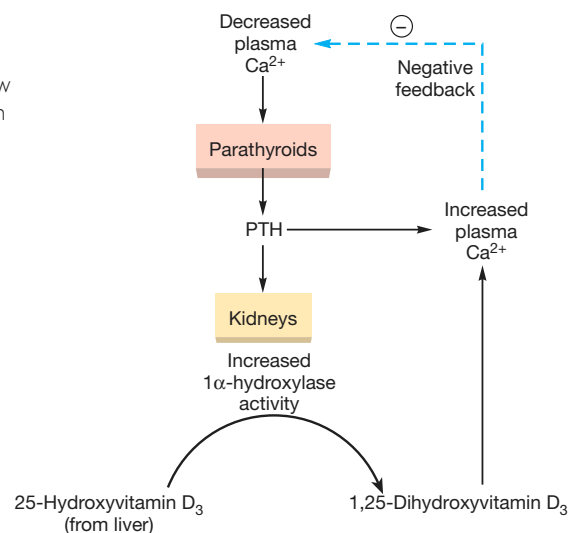 Decreased
plasma
Ca²⁺
−
Negative
feedback
Parathyroids
PTH
Increased
plasma
Ca²⁺
Kidneys
Increased
1α-hydroxylase
activity
25-Hydroxyvitamin D₃
(from liver)
1,25-Dihydroxyvitamin D₃